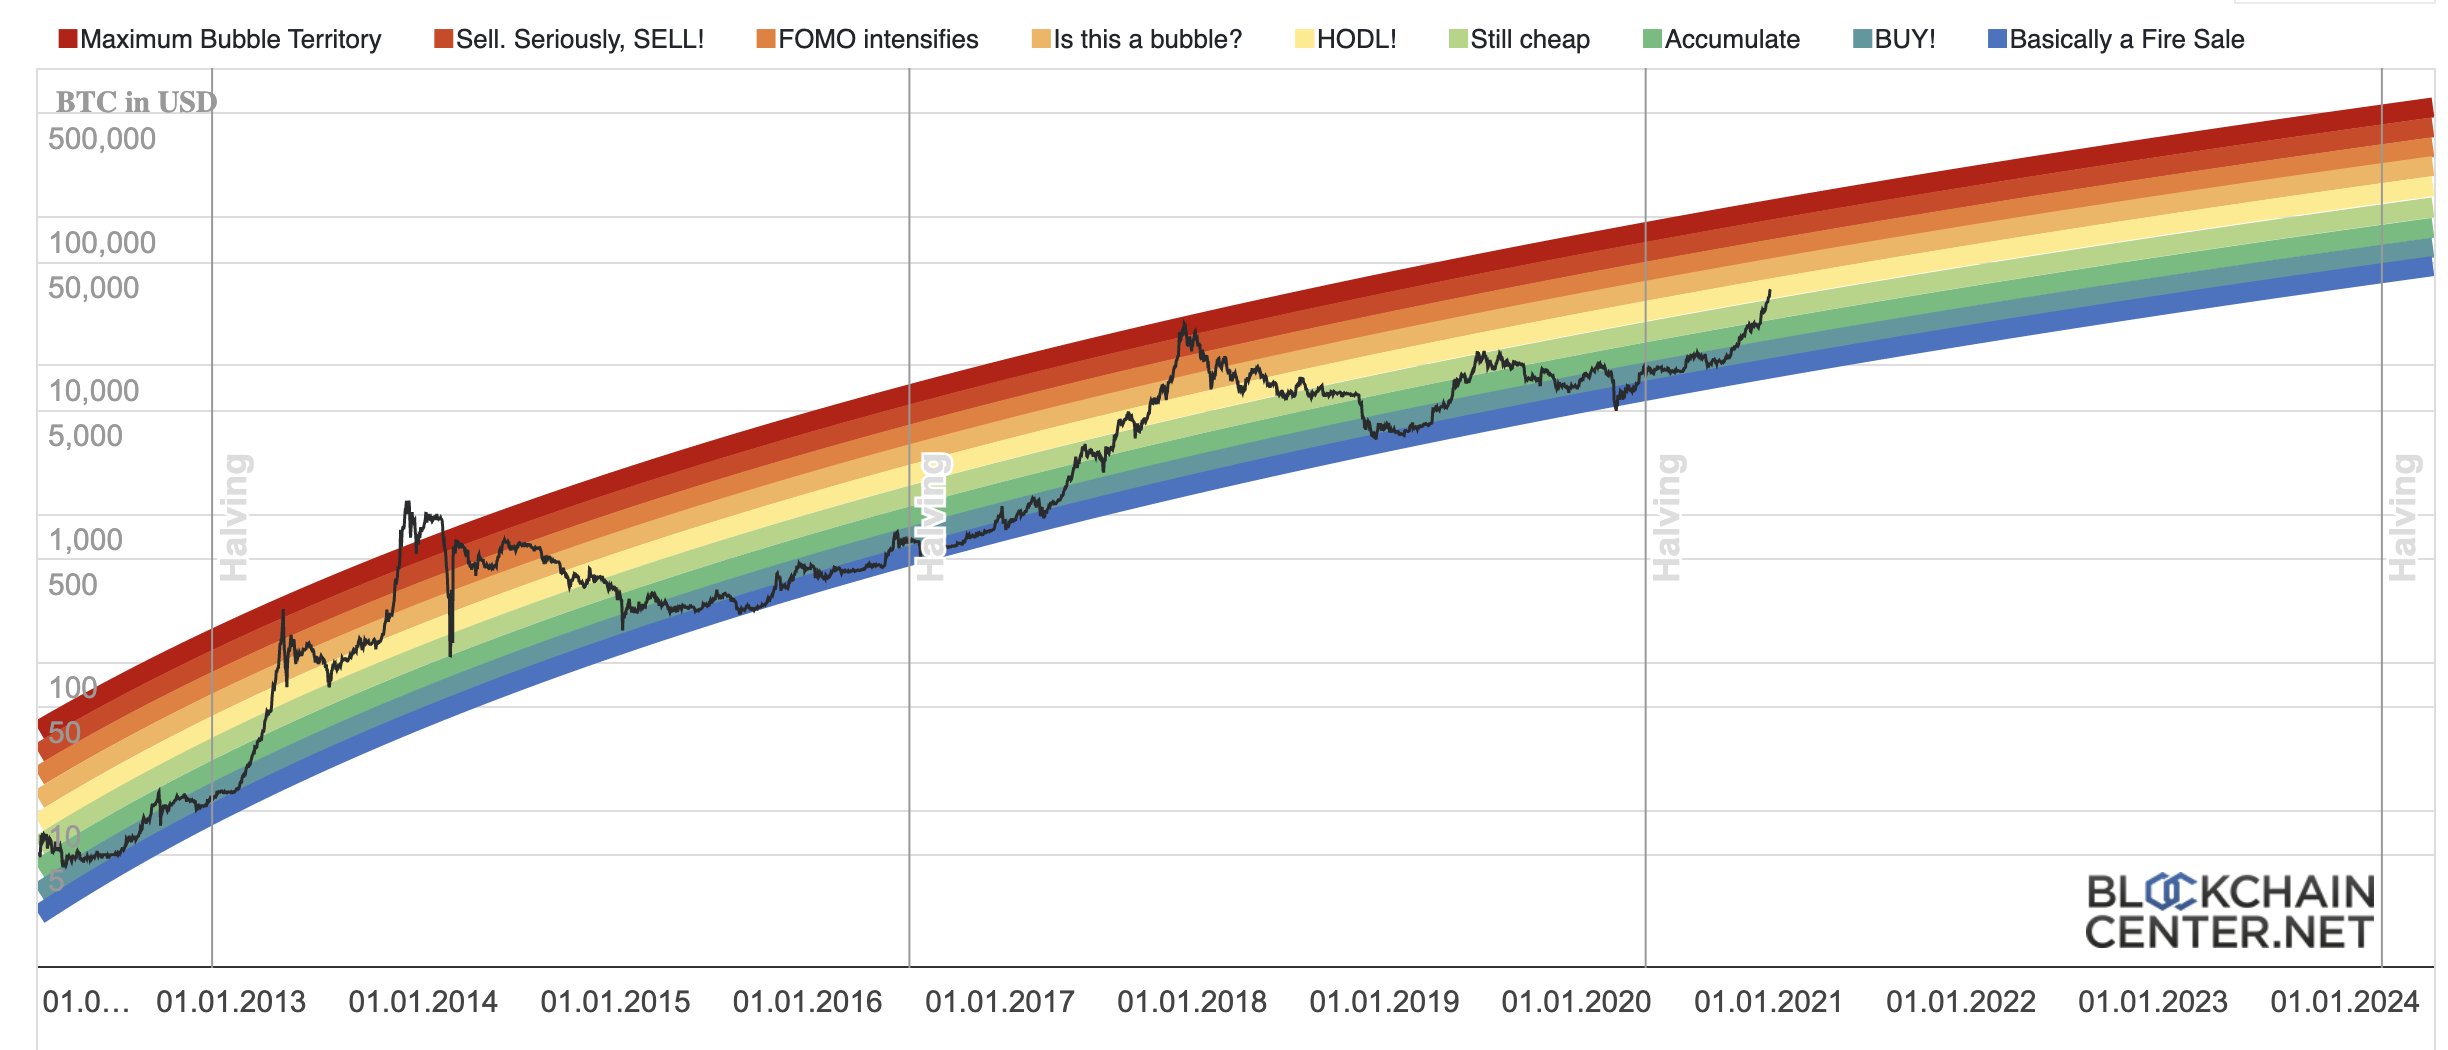 Maximum Bubble Territory Sell. Seriously, SELL! FOMO intensifies Is this a bubble? HODL! Still cheap Accumulate BUY! Basically a Fire Sale
BTC in USD
500,000
100,000
50,000
10,000
5,000
1,000
500
100
50
10
5
Halving
Halving
Halving
Halving
BLOCKCHAIN
CENTER.NET
01.0… 01.01.2013 01.01.2014 01.01.2015 01.01.2016 01.01.2017 01.01.2018 01.01.2019 01.01.2020 01.01.2021 01.01.2022 01.01.2023 01.01.2024